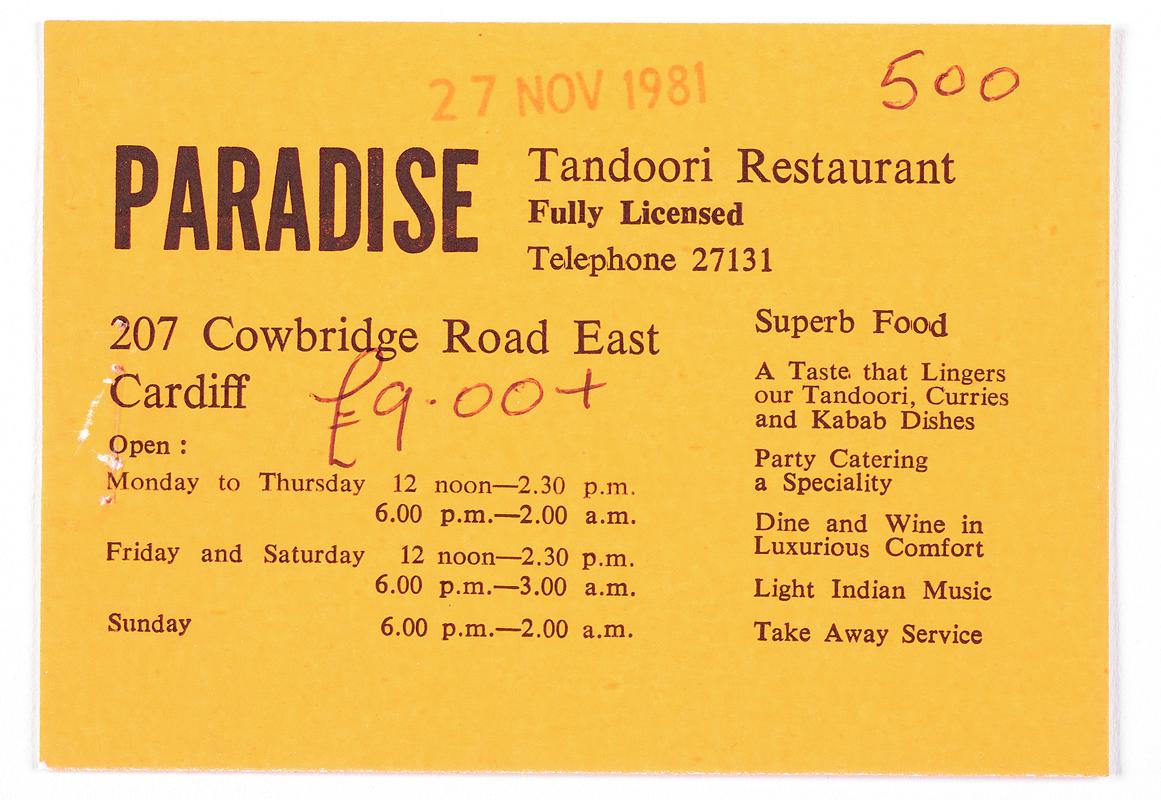 27 NOV 1981
500
PARADISE
Tandoori Restaurant
Fully Licensed
Telephone 27131
207 Cowbridge Road East
Cardiff
£9.00+
Open :
Monday to Thursday 12 noon—2.30 p.m.
6.00 p.m.—2.00 a.m.
Friday and Saturday 12 noon—2.30 p.m.
6.00 p.m.—3.00 a.m.
Sunday 6.00 p.m.—2.00 a.m.
Superb Food
A Taste that Lingers
our Tandoori, Curries
and Kabab Dishes
Party Catering
a Speciality
Dine and Wine in
Luxurious Comfort
Light Indian Music
Take Away Service